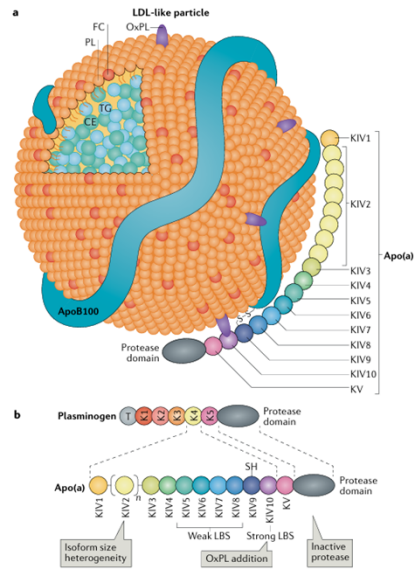 a
LDL-like particle
FC
OxPL
PL
TG
CE
KIV1
KIV2
Apo(a)
KIV3
KIV4
KIV5
KIV6
KIV7
KIV8
KIV9
KIV10
KV
S-S
ApoB100
Protease
domain
b
Plasminogen
T K1 K2 K3 K4 K5
Protease
domain
SH
Apo(a)
n
Protease
domain
KIV1 KIV2 KIV3 KIV4 KIV5 KIV6 KIV7 KIV8 KIV9 KIV10 KV
Weak LBS
Strong LBS
Isoform size
heterogeneity
OxPL addition
Inactive
protease